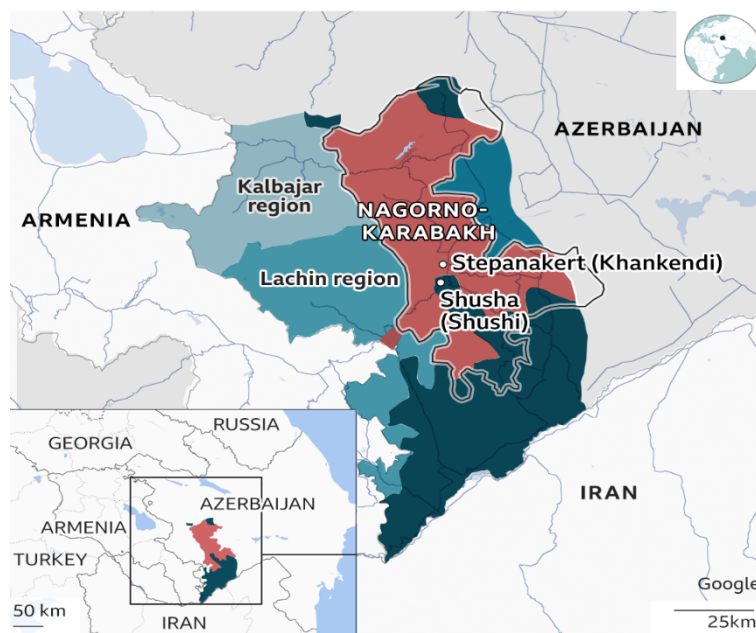 AZERBAIJAN
Kalbajar
region
ARMENIA
NAGORNO-
KARABAKH
Stepanakert (Khankendi)
Lachin region
Shusha
(Shushi)
RUSSIA
GEORGIA
AZERBAIJAN
ARMENIA
TURKEY
IRAN
IRAN
Google
50 km
25km